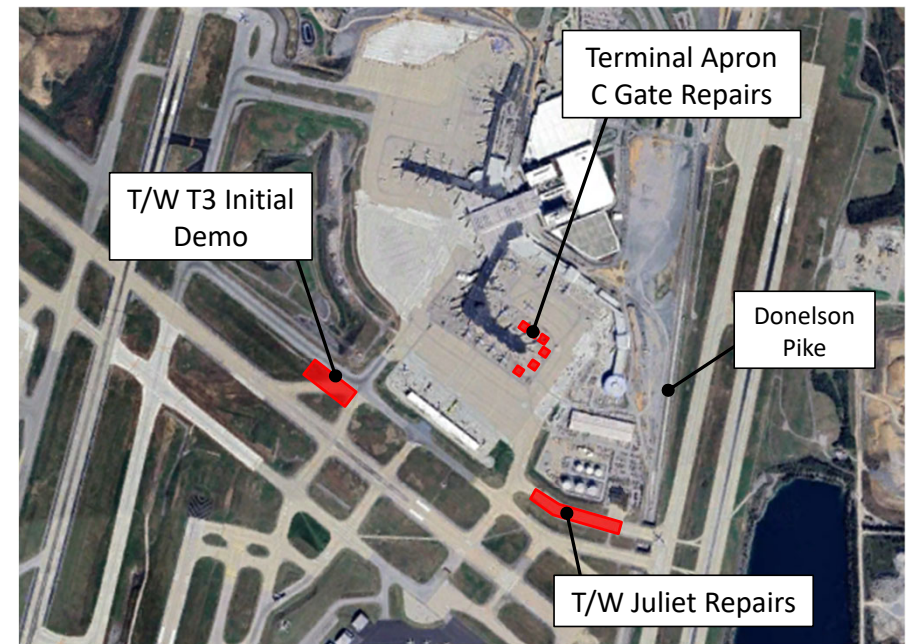 Terminal Apron
C Gate Repairs
T/W T3 Initial
Demo
Donelson
Pike
T/W Juliet Repairs